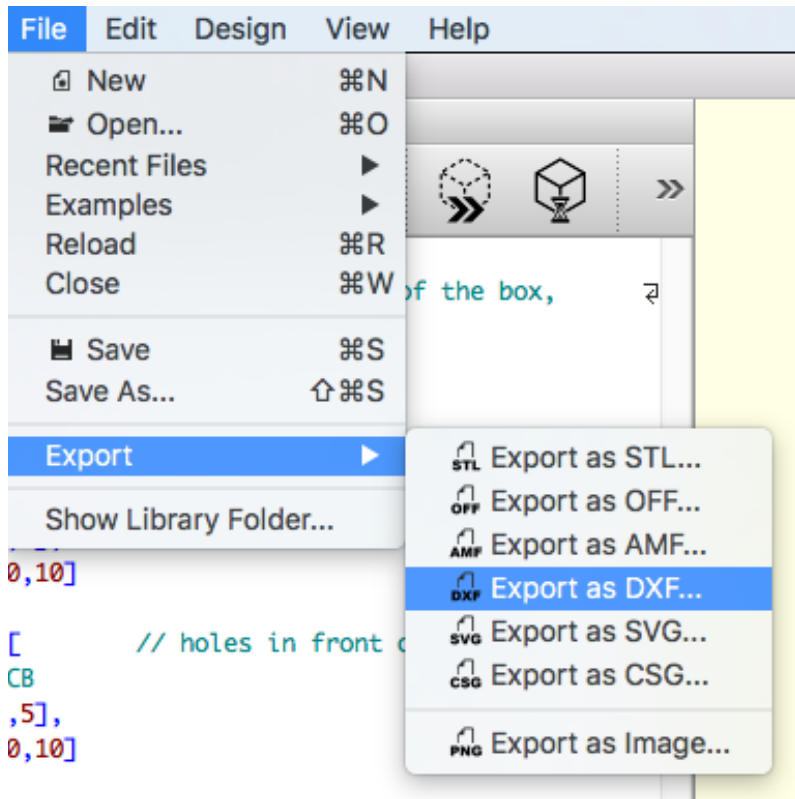 File Edit Design View Help
New ⌘N
Open... ⌘O
Recent Files ▶
Examples ▶
Reload ⌘R
Close ⌘W
of the box,
Save ⌘S
Save As... ⇧⌘S
Export ▶
Show Library Folder...
STL Export as STL...
OFF Export as OFF...
AMF Export as AMF...
DXF Export as DXF...
SVG Export as SVG...
CSG Export as CSG...
PNG Export as Image...
0,10]
[ // holes in front
CB
,5],
0,10]